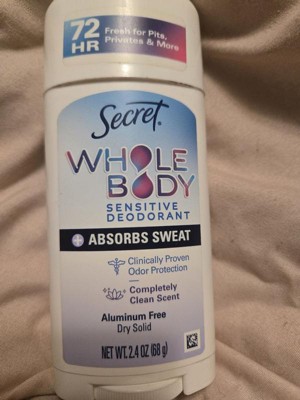 72
HR
Fresh for Pits,
Privates & More
Secret®
WHOLE
BODY
SENSITIVE
DEODORANT
+ ABSORBS SWEAT
Clinically Proven
Odor Protection
Completely
Clean Scent
Aluminum Free
Dry Solid
NET WT. 2.4 OZ (68 g)